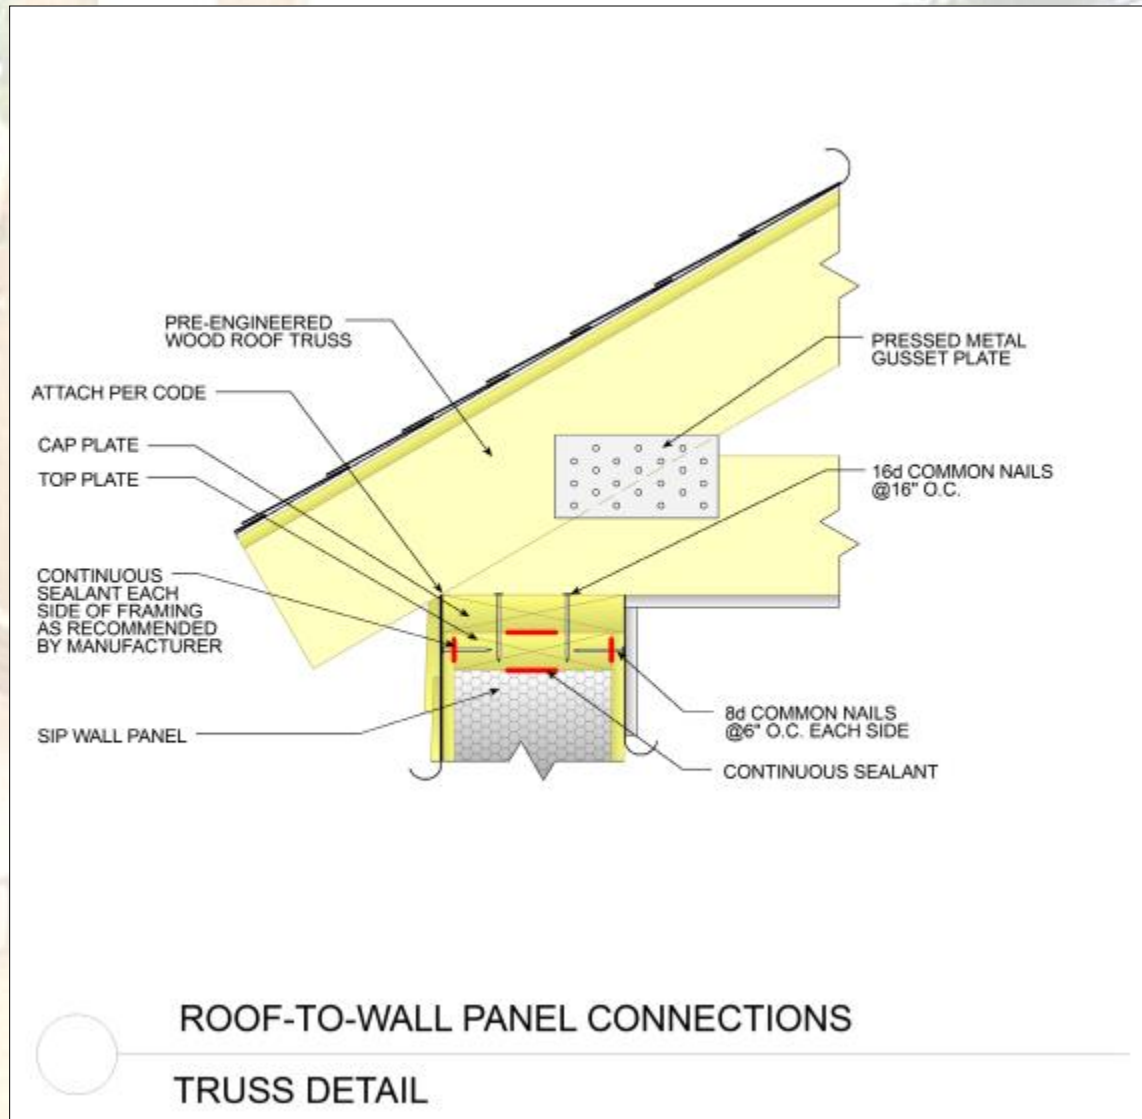 PRE-ENGINEERED
WOOD ROOF TRUSS
ATTACH PER CODE
CAP PLATE
TOP PLATE
CONTINUOUS
SEALANT EACH
SIDE OF FRAMING
AS RECOMMENDED
BY MANUFACTURER
SIP WALL PANEL
PRESSED METAL
GUSSET PLATE
16d COMMON NAILS
@16" O.C.
8d COMMON NAILS
@6" O.C. EACH SIDE
CONTINUOUS SEALANT
ROOF-TO-WALL PANEL CONNECTIONS
TRUSS DETAIL